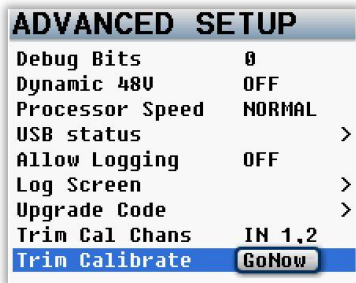 ADVANCED SETUP
Debug Bits 0
Dynamic 48V OFF
Processor Speed NORMAL
USB status >
Allow Logging OFF
Log Screen >
Upgrade Code >
Trim Cal Chans IN 1,2
Trim Calibrate GoNow